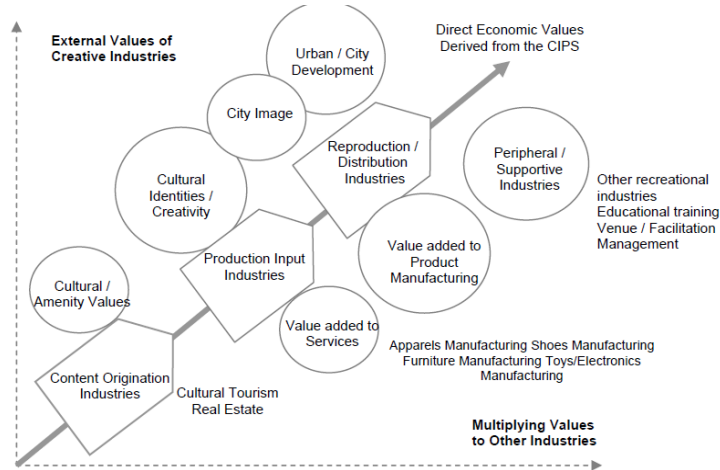 External Values of
Creative Industries
Urban / City
Development
Direct Economic Values
Derived from the CIPS
City Image
Reproduction /
Distribution
Industries
Peripheral /
Supportive
Industries
Other recreational
industries
Educational training
Venue / Facilitation
Management
Cultural
Identities /
Creativity
Production Input
Industries
Value added to
Product
Manufacturing
Cultural /
Amenity Values
Value added to
Services
Apparels Manufacturing Shoes Manufacturing
Furniture Manufacturing Toys/Electronics
Manufacturing
Content Origination
Industries
Cultural Tourism
Real Estate
Multiplying Values
to Other Industries